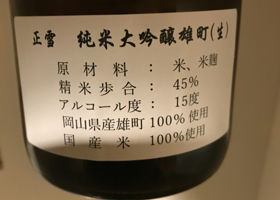 正雪 純米大吟醸雄町(生)
原材料： 米、米麹
精米歩合： 45%
アルコール度： 15度
岡山県産雄町 100%使用
国産米 100%使用